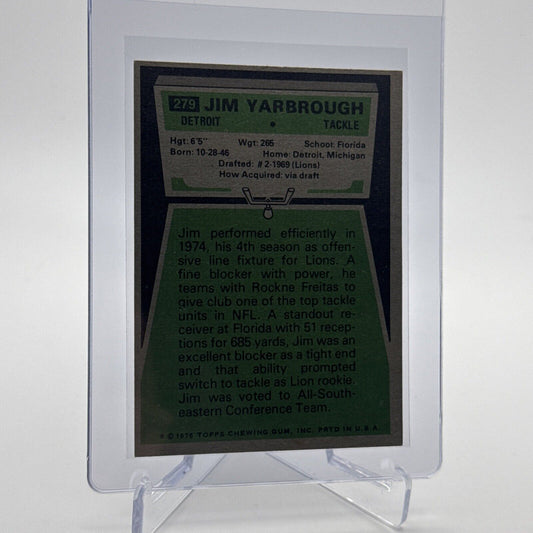 279 JIM YARBROUGH
DETROIT • TACKLE
Hgt: 6'5" Wgt: 265 School: Florida
Born: 10-28-46 Home: Detroit, Michigan
Drafted: #2-1969 (Lions)
How Acquired: via draft
Jim performed efficiently in
1974, his 4th season as offen-
sive line fixture for Lions. A
fine blocker with power, he
teams with Rockne Freitas to
give club one of the top tackle
units in NFL. A standout re-
ceiver at Florida with 51 recep-
tions for 685 yards, Jim was an
excellent blocker as a tight end
and that ability prompted
switch to tackle as Lion rookie.
Jim was voted to All-South-
eastern Conference Team.
© TOPPS CHEWING GUM, INC. PRTD IN U.S.A.